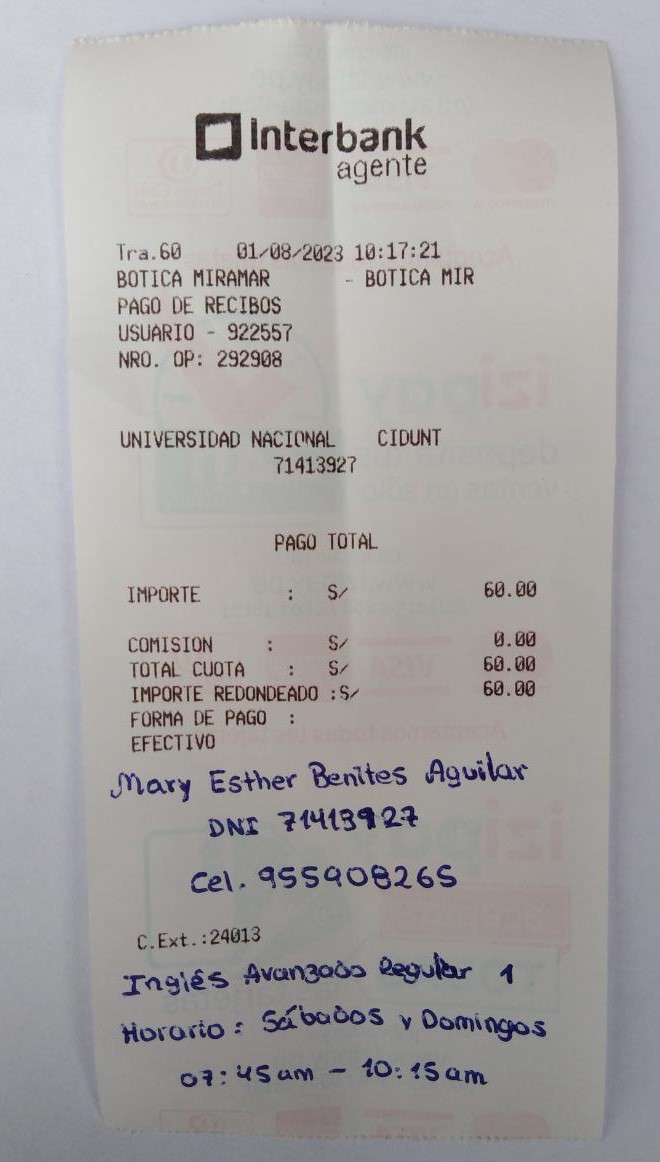 Interbank
agente
Tra.60 01/08/2023 10:17:21
BOTICA MIRAMAR - BOTICA MIR
PAGO DE RECIBOS
USUARIO - 922557
NRO. OP: 292908
UNIVERSIDAD NACIONAL CIDUNT
71413927
PAGO TOTAL
IMPORTE : S/ 60.00
COMISION : S/ 0.00
TOTAL CUOTA : S/ 60.00
IMPORTE REDONDEADO :S/ 60.00
FORMA DE PAGO :
EFECTIVO
Mary Esther Benites Aguilar
DNI 71413927
Cel. 955908265
C.Ext.:24013
Inglés Avanzado Regular 1
Horario : Sábados y Domingos
07:45am - 10:15am